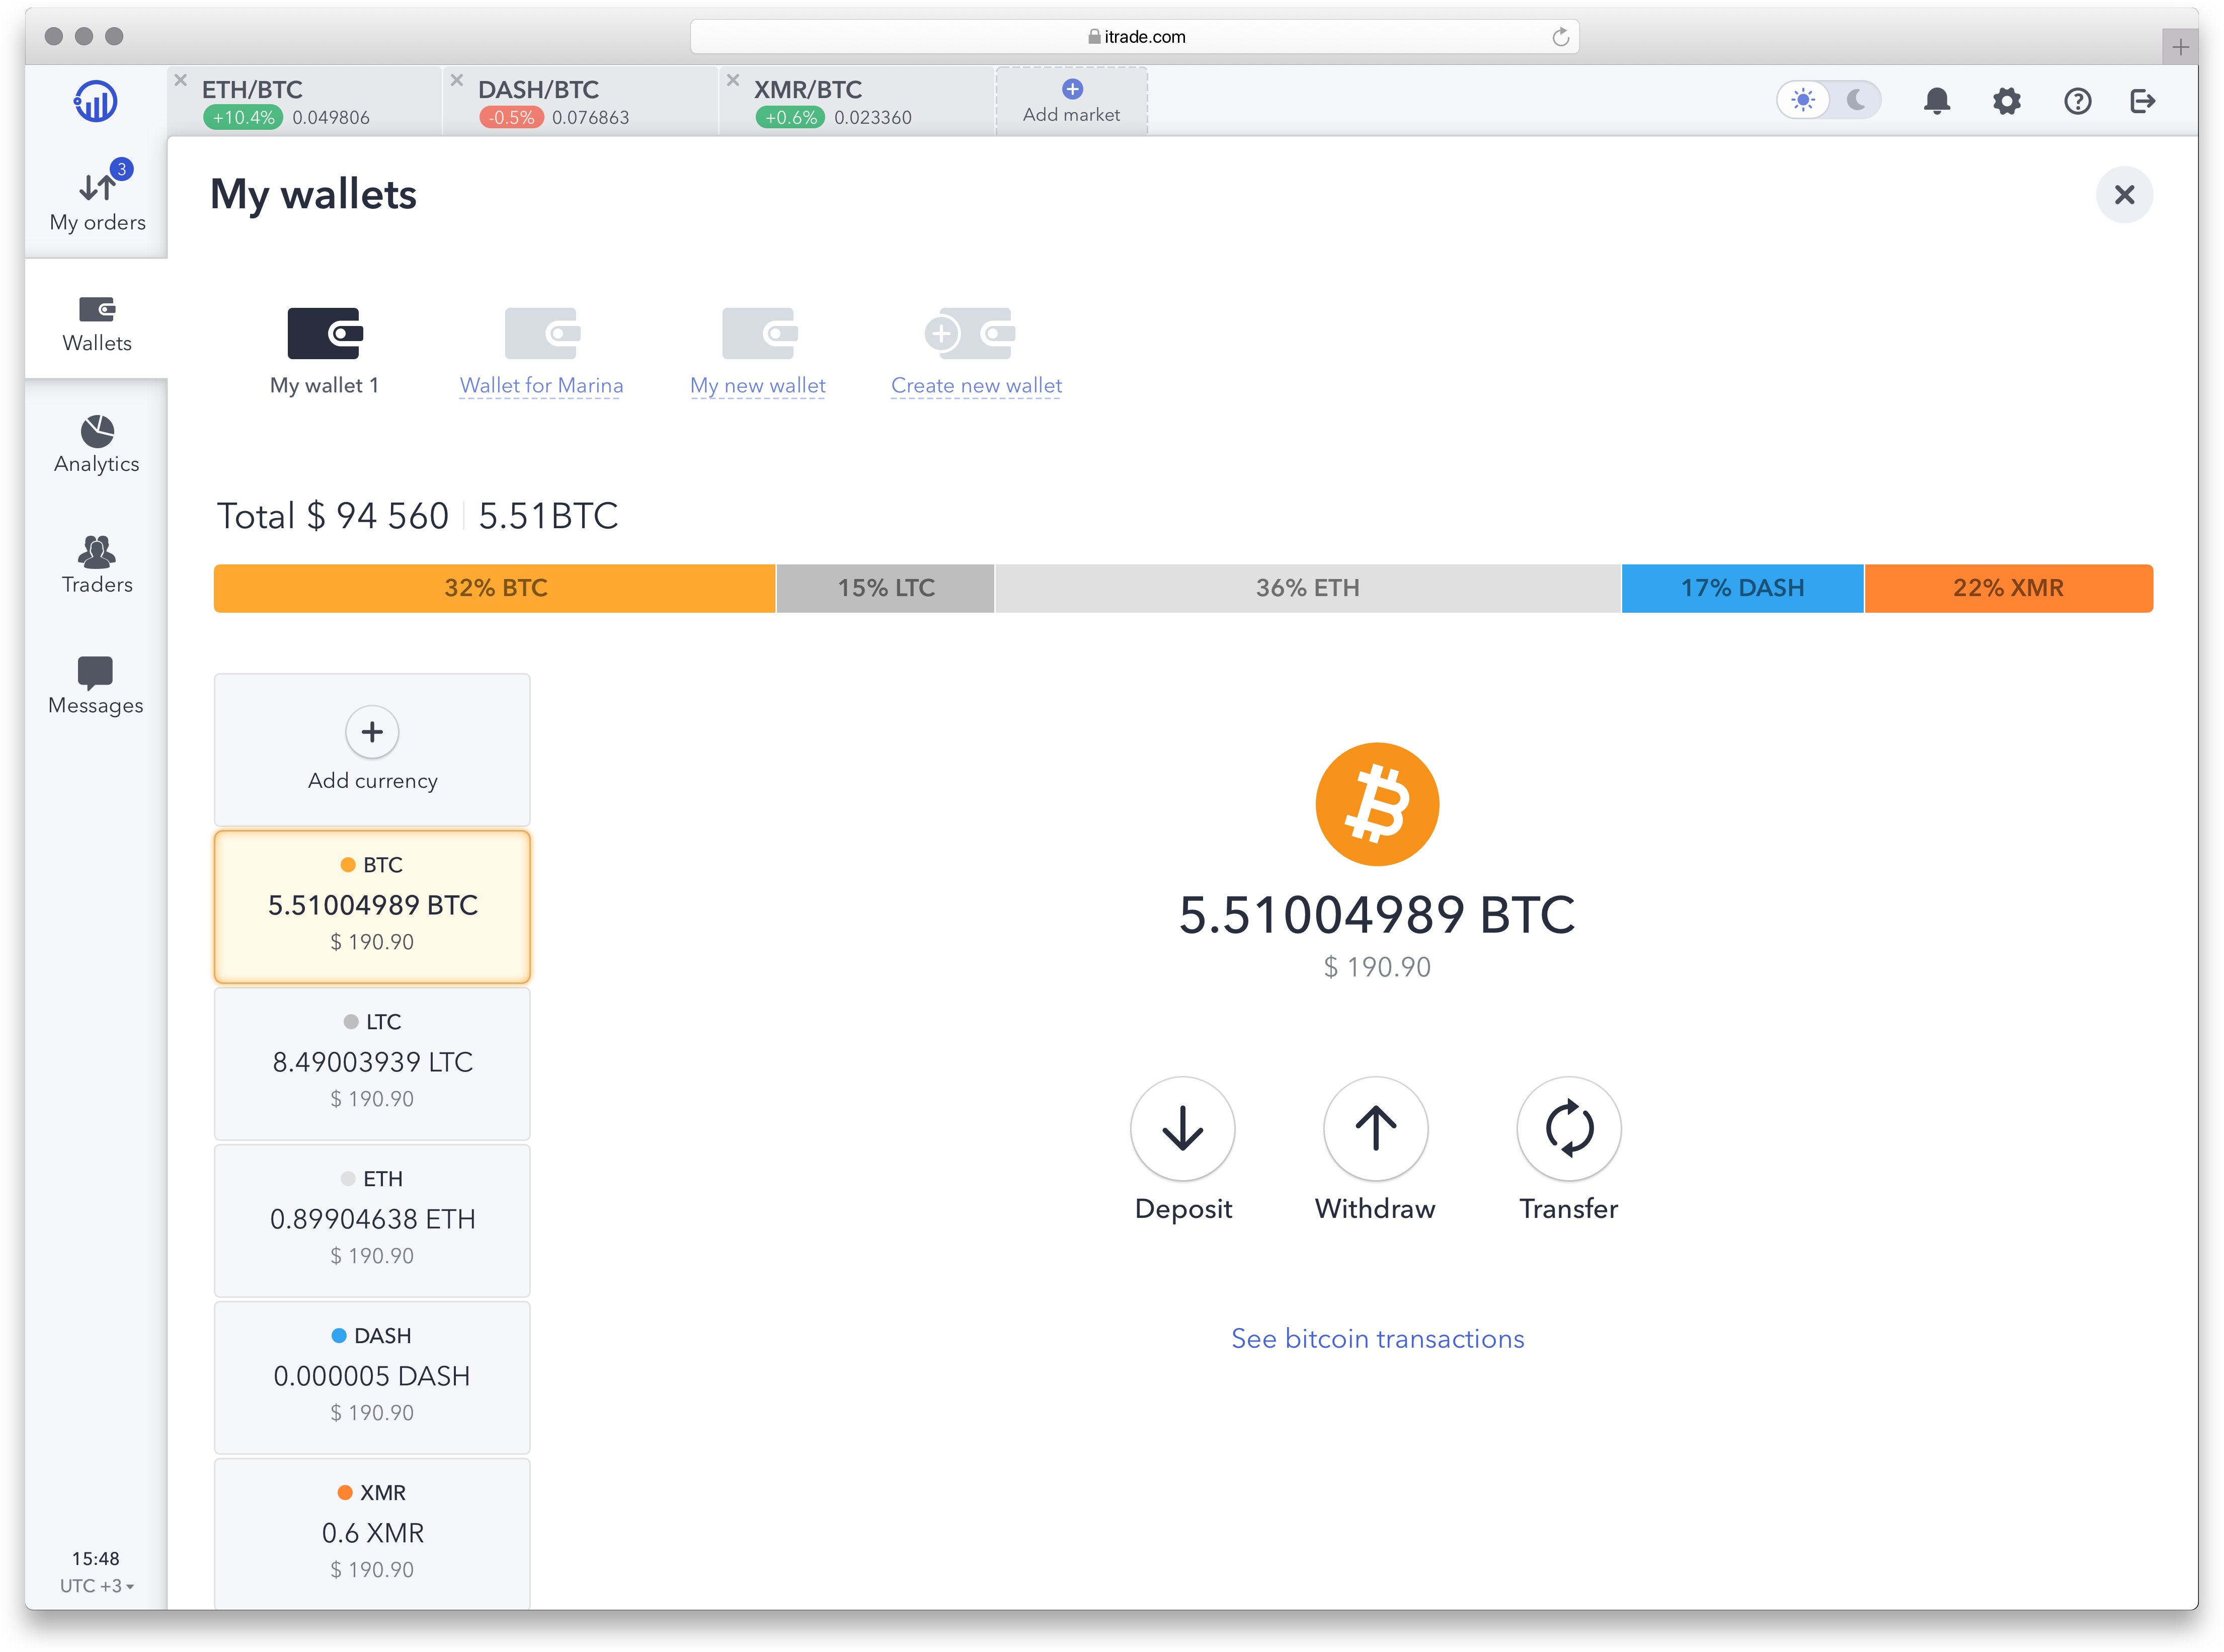 itrade.com
ETH/BTC
+10.4% 0.049806
DASH/BTC
-0.5% 0.076863
XMR/BTC
+0.6% 0.023360
Add market
3
My orders
Wallets
Analytics
Traders
Messages
15:48
UTC +3
My wallets
My wallet 1
Wallet for Marina
My new wallet
Create new wallet
Total $ 94 560 5.51BTC
32% BTC
15% LTC
36% ETH
17% DASH
22% XMR
Add currency
BTC
5.51004989 BTC
$ 190.90
LTC
8.49003939 LTC
$ 190.90
ETH
0.89904638 ETH
$ 190.90
DASH
0.000005 DASH
$ 190.90
XMR
0.6 XMR
$ 190.90
5.51004989 BTC
$ 190.90
Deposit
Withdraw
Transfer
See bitcoin transactions